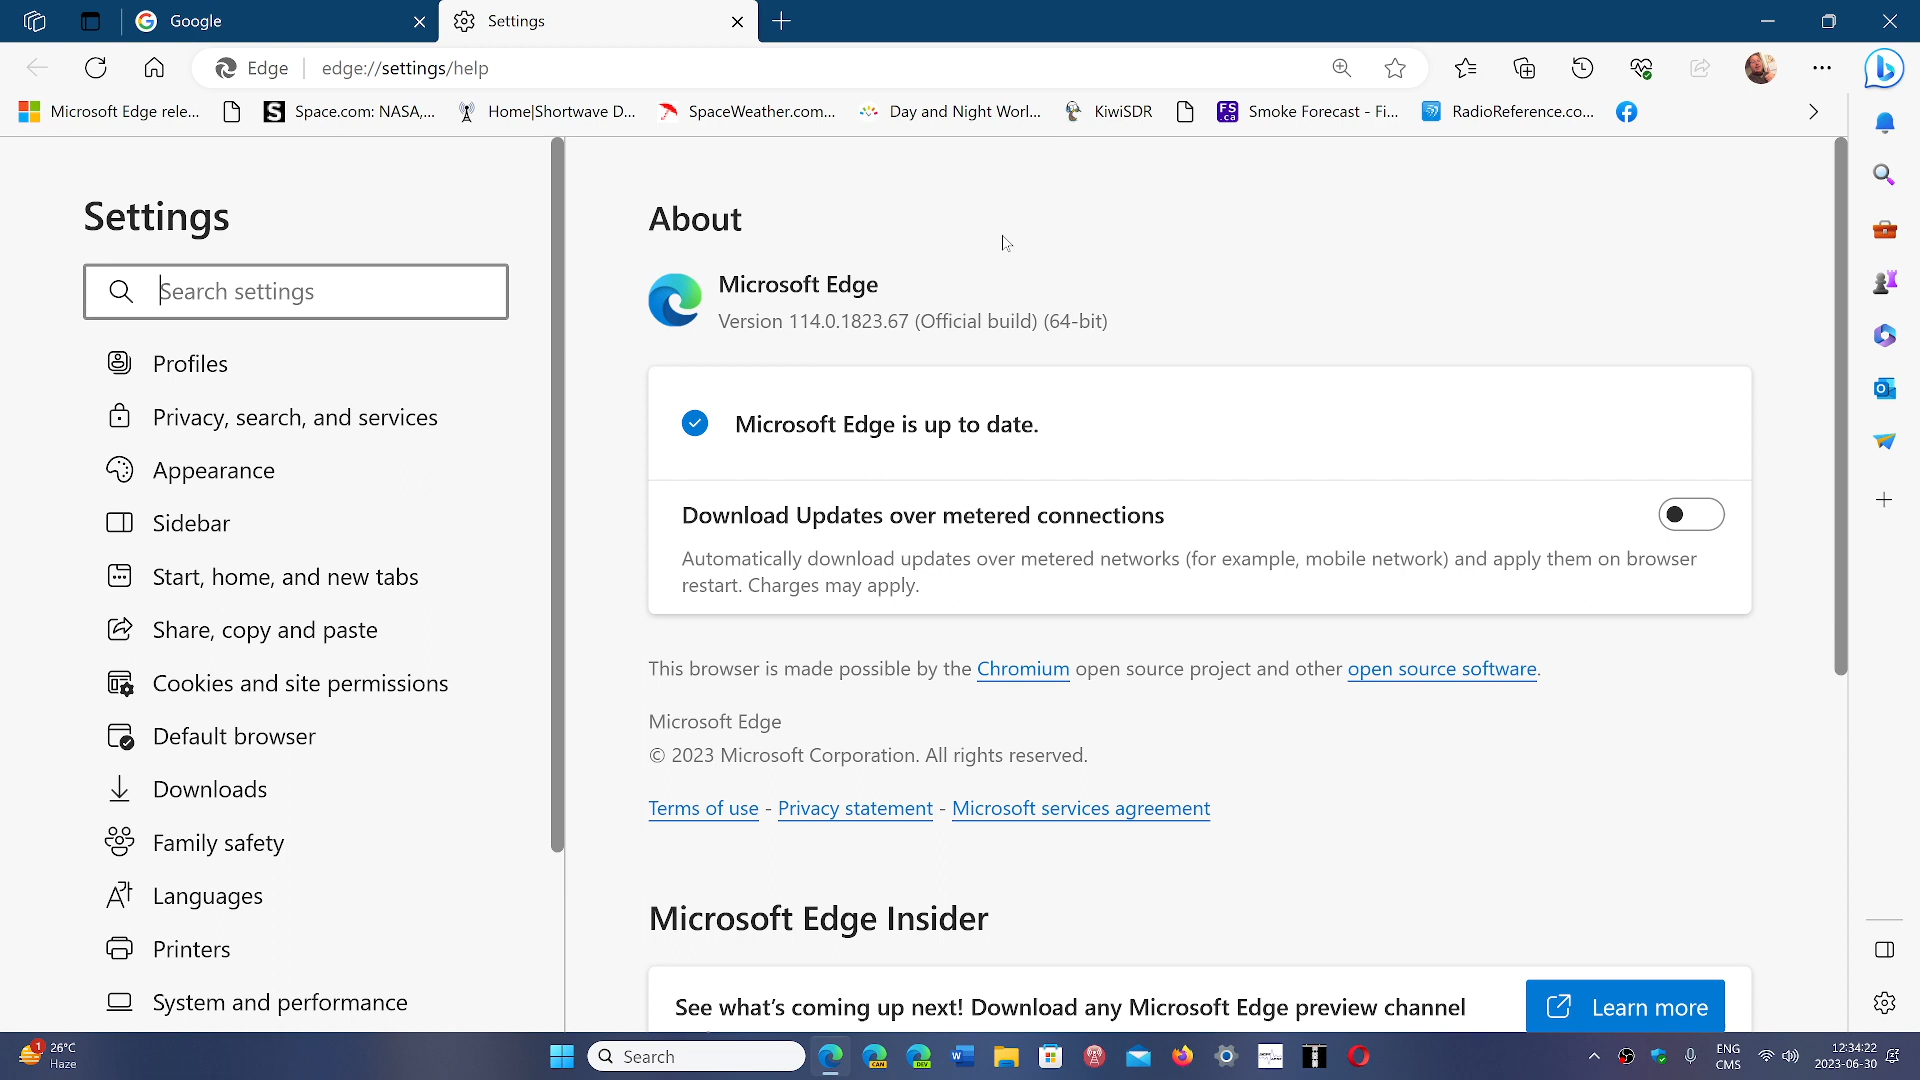 Google
Settings
Edge
edge://settings/help
Microsoft Edge rele...
Space.com: NASA,...
Home|Shortwave D...
SpaceWeather.com...
Day and Night Worl...
KiwiSDR
FS.ca
Smoke Forecast - Fi...
RadioReference.co...
Settings
Search settings
Profiles
Privacy, search, and services
Appearance
Sidebar
Start, home, and new tabs
Share, copy and paste
Cookies and site permissions
Default browser
Downloads
Family safety
Languages
Printers
System and performance
About
Microsoft Edge
Version 114.0.1823.67 (Official build) (64-bit)
Microsoft Edge is up to date.
Download Updates over metered connections
Automatically download updates over metered networks (for example, mobile network) and apply them on browser
restart. Charges may apply.
This browser is made possible by the Chromium open source project and other open source software.
Microsoft Edge
© 2023 Microsoft Corporation. All rights reserved.
Terms of use - Privacy statement - Microsoft services agreement
Microsoft Edge Insider
See what's coming up next! Download any Microsoft Edge preview channel
Learn more
1
26°C
Haze
Search
CAN
DEV
ENG
CMS
12:34:22
2023-06-30